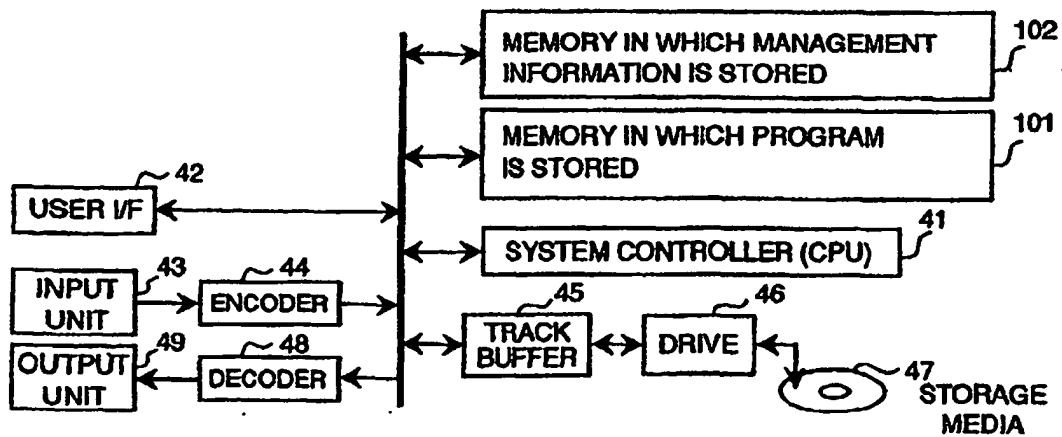 MEMORY IN WHICH MANAGEMENT
INFORMATION IS STORED
102
MEMORY IN WHICH PROGRAM
IS STORED
101
42
USER I/F
SYSTEM CONTROLLER (CPU)
41
43
INPUT
UNIT
44
ENCODER
45
TRACK
BUFFER
46
DRIVE
49
OUTPUT
UNIT
48
DECODER
47
STORAGE
MEDIA